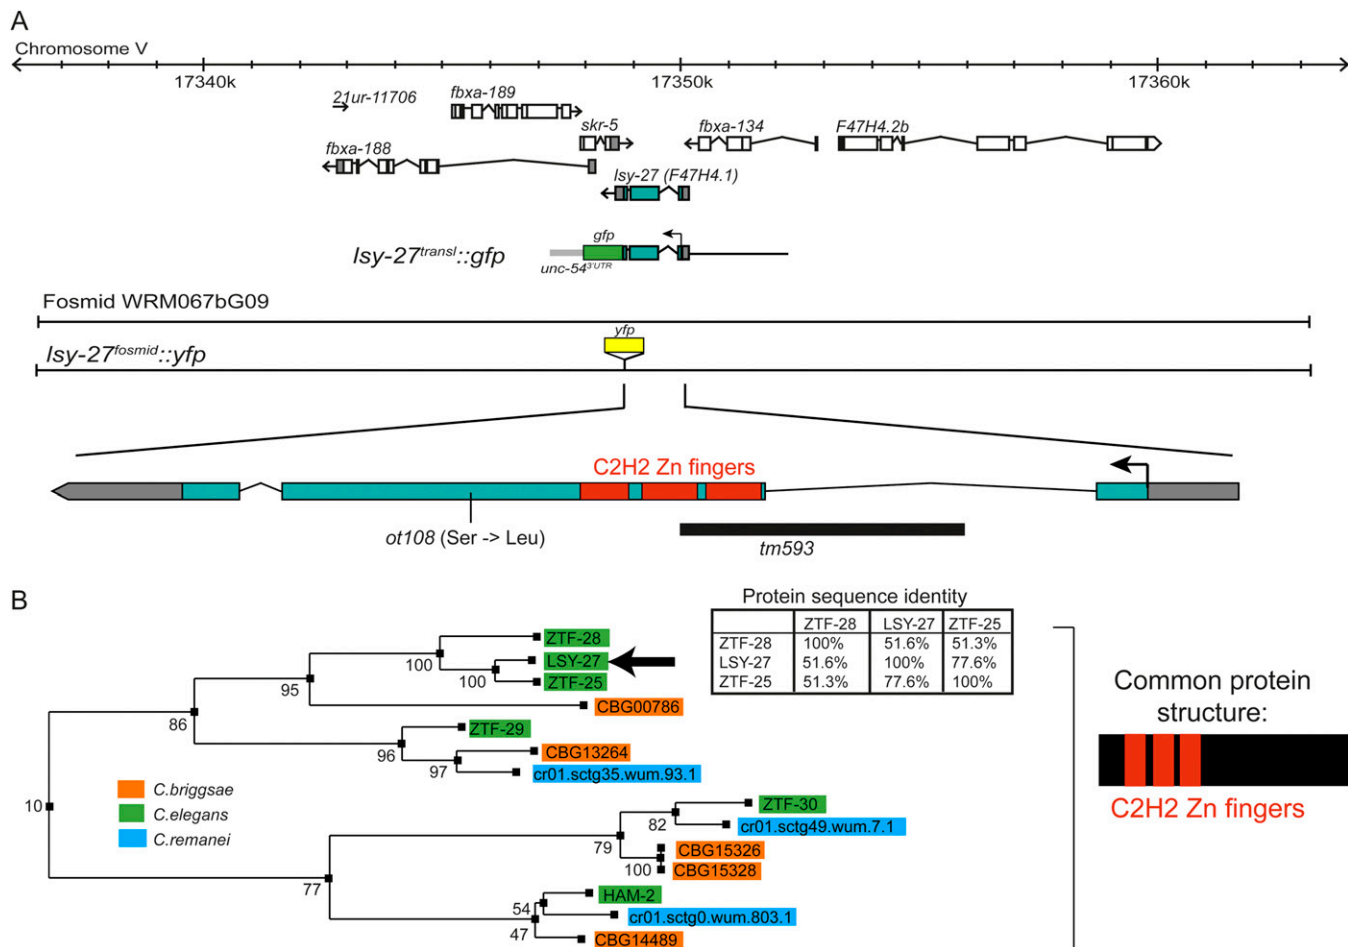 A
Chromosome V
17340k
17350k
17360k
21ur-11706
fbxa-189
skr-5
fbxa-134
F47H4.2b
fbxa-188
lsy-27 (F47H4.1)
gfp
lsy-27transl::gfp
unc-543'UTR
Fosmid WRM067bG09
yfp
lsy-27fosmid::yfp
C2H2 Zn fingers
ot108 (Ser -> Leu)
tm593
B
Protein sequence identity
ZTF-28 LSY-27 ZTF-25
ZTF-28 100% 51.6% 51.3%
LSY-27 51.6% 100% 77.6%
ZTF-25 51.3% 77.6% 100%
ZTF-28
100
LSY-27
100
ZTF-25
95
CBG00786
86
ZTF-29
96
CBG13264
97
cr01.sctg35.wum.93.1
C.briggsae
C.elegans
C.remanei
10
ZTF-30
82
cr01.sctg49.wum.7.1
79
CBG15326
100
CBG15328
77
HAM-2
54
cr01.sctg0.wum.803.1
47
CBG14489
Common protein
structure:
C2H2 Zn fingers